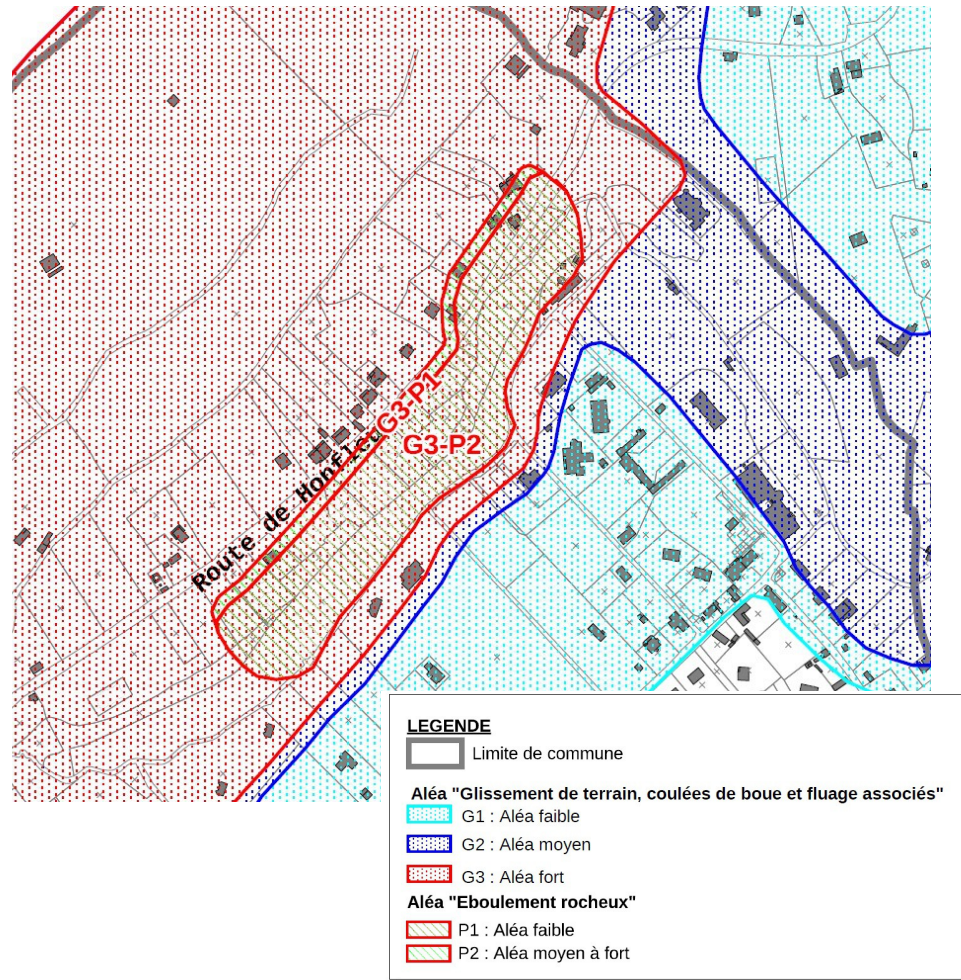 G3-P1
G3-P2
Route de Honfleur
LEGENDE
Limite de commune
Aléa "Glissement de terrain, coulées de boue et fluage associés"
G1 : Aléa faible
G2 : Aléa moyen
G3 : Aléa fort
Aléa "Eboulement rocheux"
P1 : Aléa faible
P2 : Aléa moyen à fort